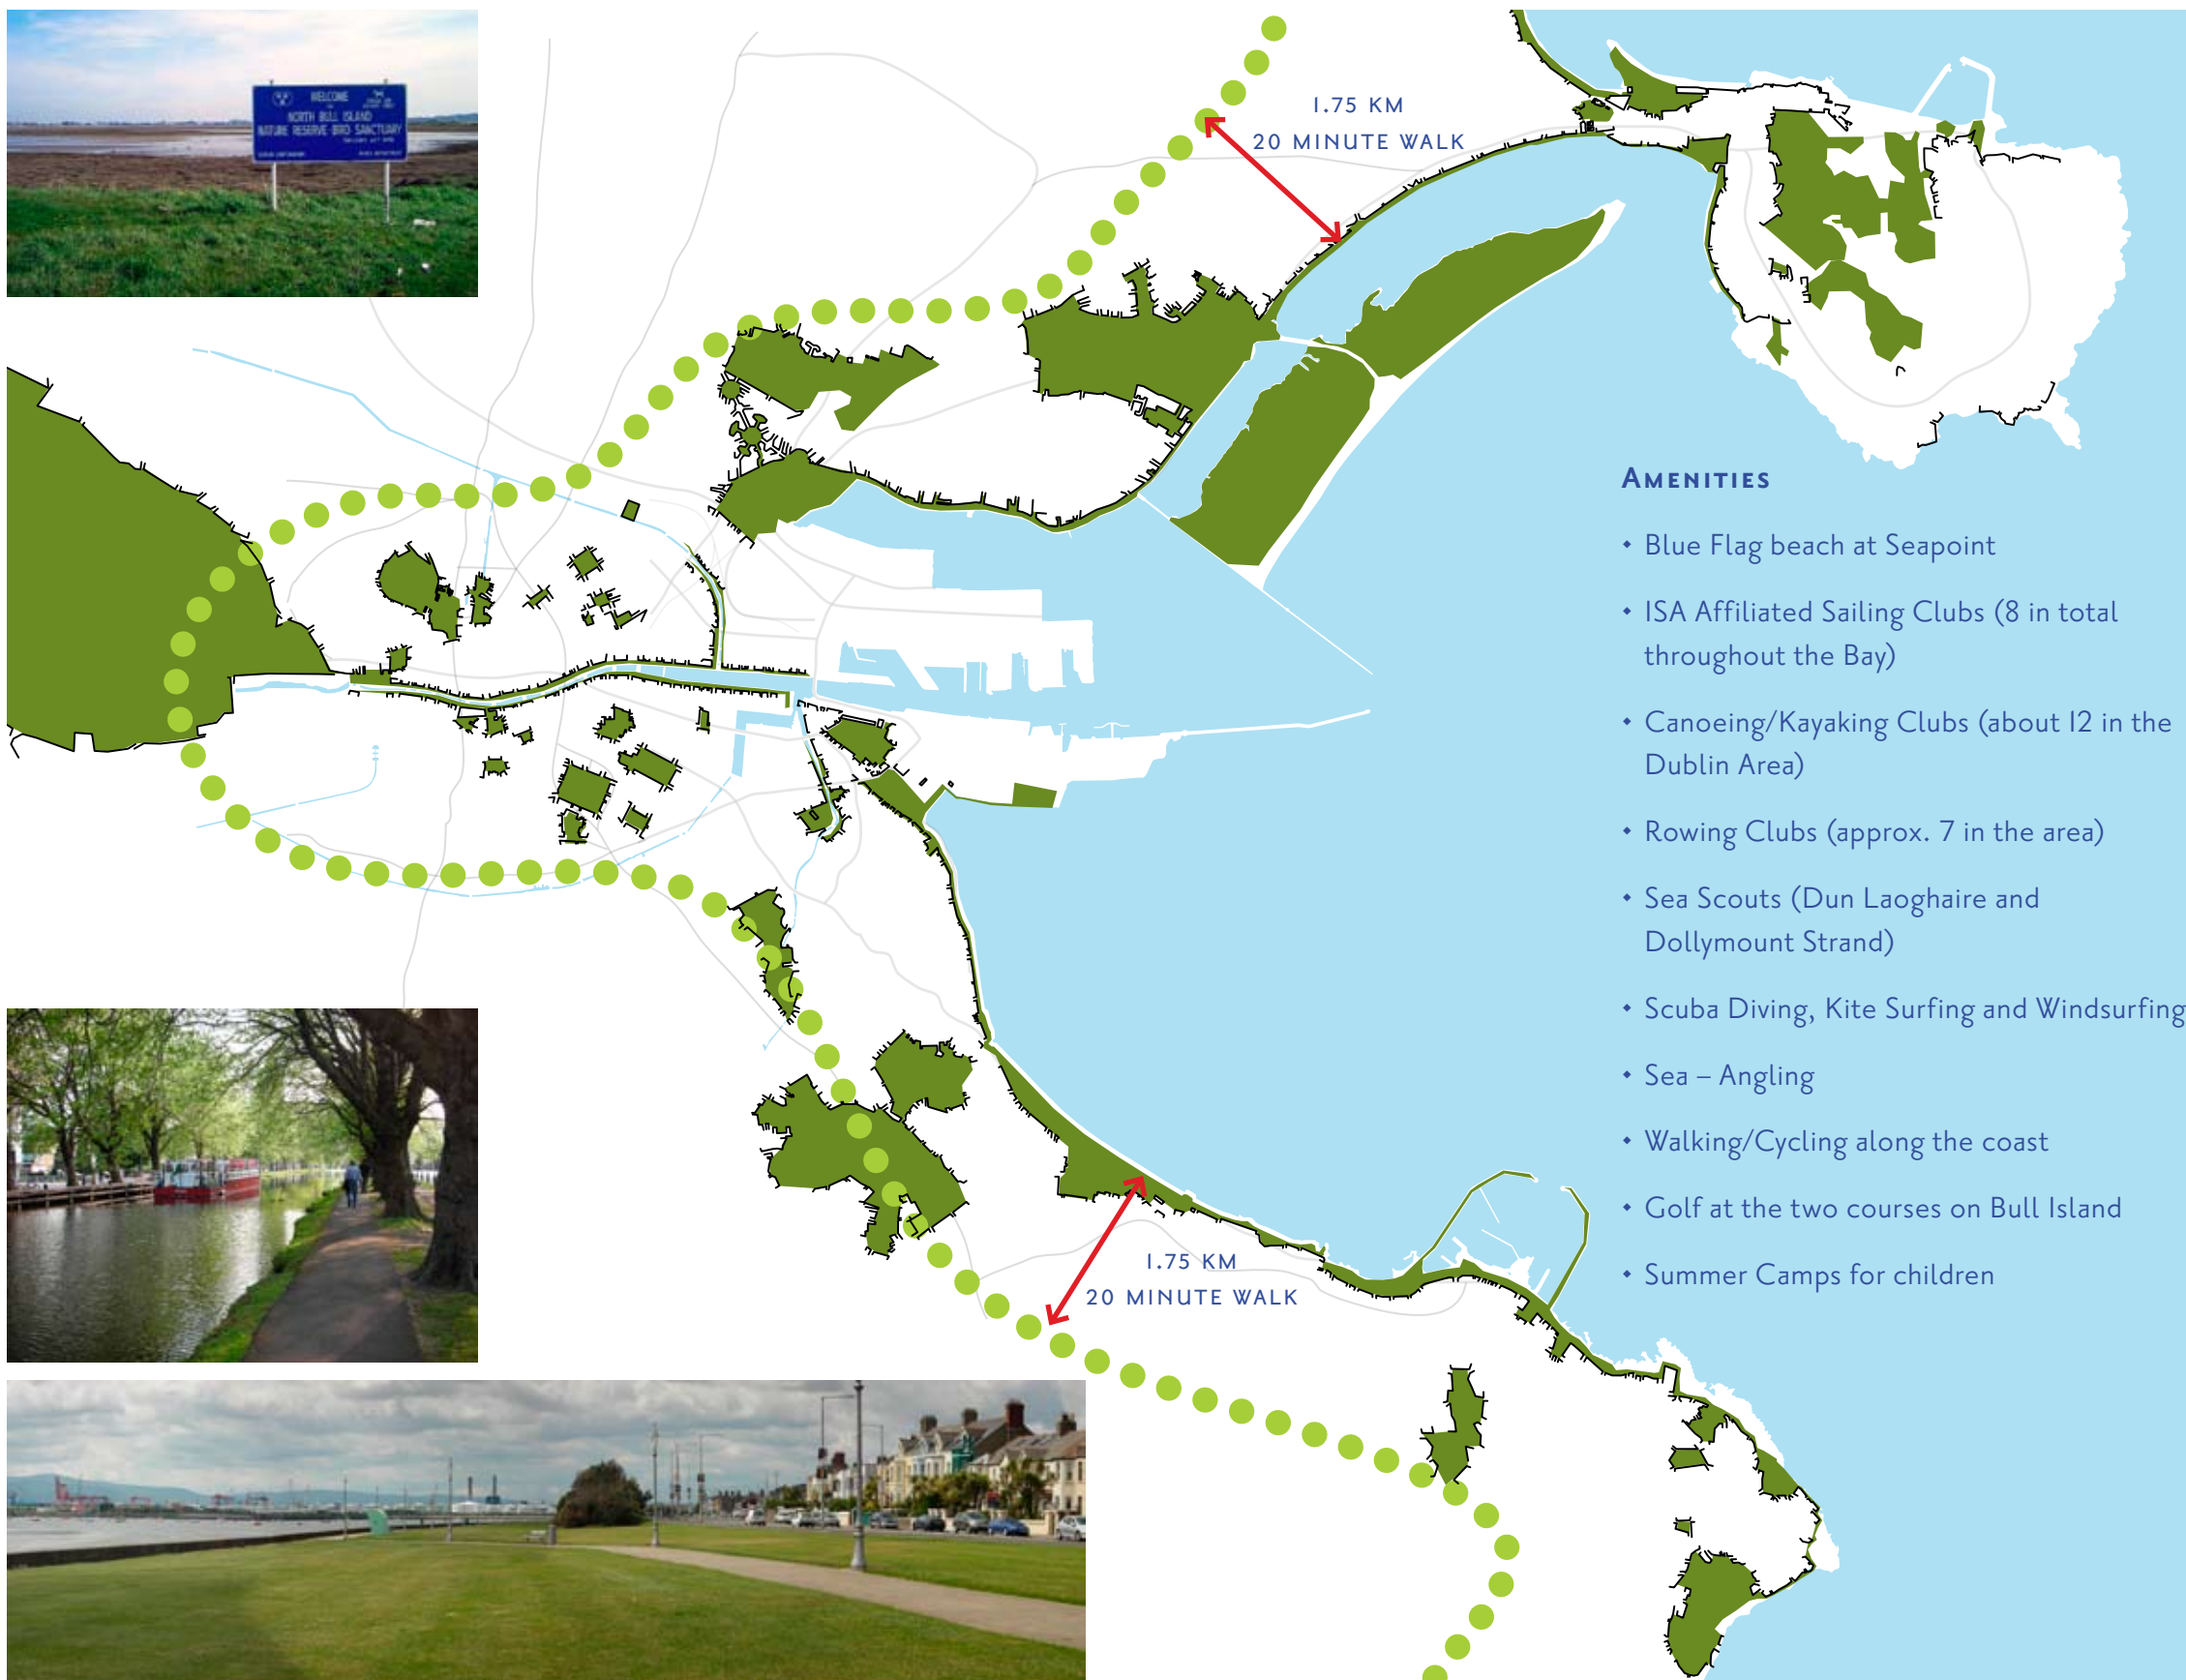 WELCOME
NORTH BULL ISLAND
NATURE RESERVE BIRD SANCTUARY
1.75 KM
20 MINUTE WALK
AMENITIES
• Blue Flag beach at Seapoint
• ISA Affiliated Sailing Clubs (8 in total
throughout the Bay)
• Canoeing/Kayaking Clubs (about 12 in the
Dublin Area)
• Rowing Clubs (approx. 7 in the area)
• Sea Scouts (Dun Laoghaire and
Dollymount Strand)
• Scuba Diving, Kite Surfing and Windsurfing
• Sea – Angling
• Walking/Cycling along the coast
• Golf at the two courses on Bull Island
• Summer Camps for children
1.75 KM
20 MINUTE WALK